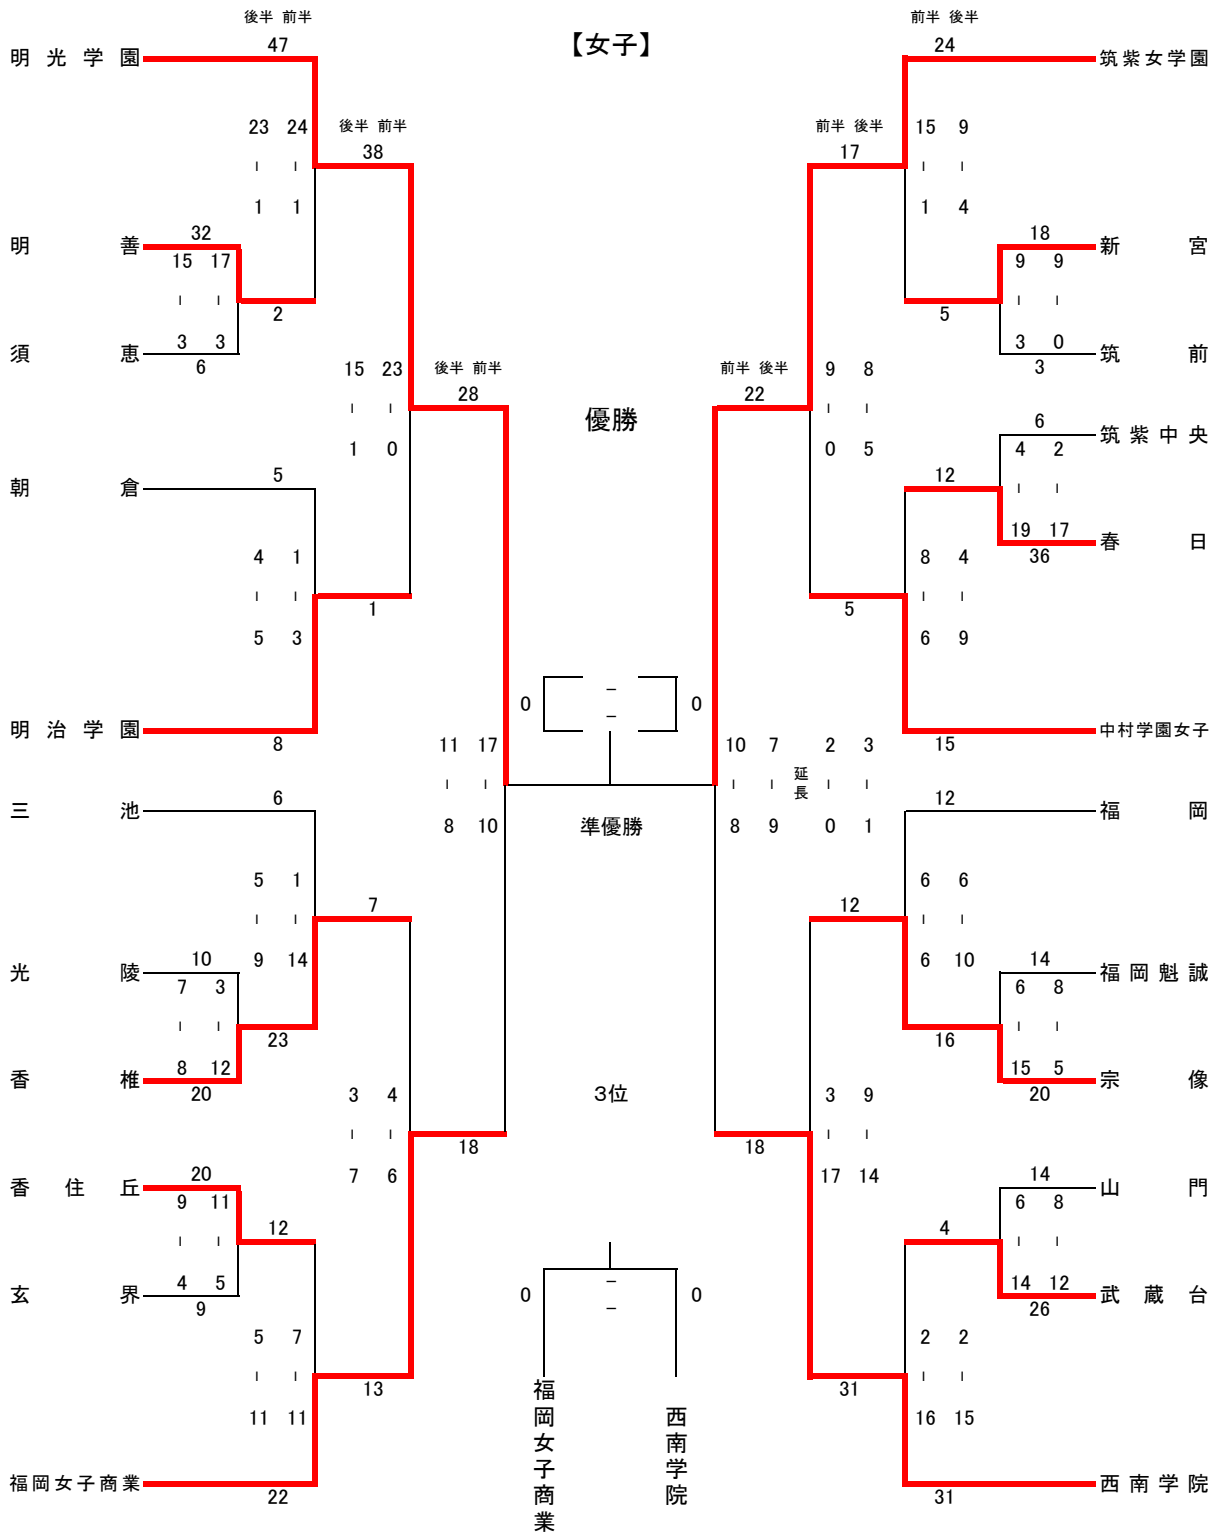 後半 前半
前半 後半
【女子】
47
24
明光学園
筑紫女学園
23 24
後半 前半
前半 後半
15 9
38
17
1 1
1 4
32
18
明善
新宮
15 17
9 9
2
5
3 3
3 0
須恵
筑前
6
3
15 23
後半 前半
前半 後半
9 8
28
22
優勝
6
筑紫中央
1 0
0 5
4 2
5
12
朝倉
19 17
春日
4 1
8 4
36
1
5
5 3
6 9
0
－
－
0
明治学園
中村学園女子
8
15
11 17
10 7
延長
2 3
6
12
三池
福岡
8 10
準優勝
8 9
0 1
5 1
6 6
7
12
9 14
6 10
10
14
光陵
福岡魁誠
7 3
6 8
23
16
8 12
15 5
香椎
宗像
20
20
3 4
3位
3 9
18
18
7 6
17 14
20
14
香住丘
山門
9 11
6 8
12
4
4 5
14 12
玄界
武蔵台
9
26
0
－
－
0
5 7
2 2
13
31
11 11
16 15
福岡女子商業
西南学院
福岡女子商業
西南学院
22
31